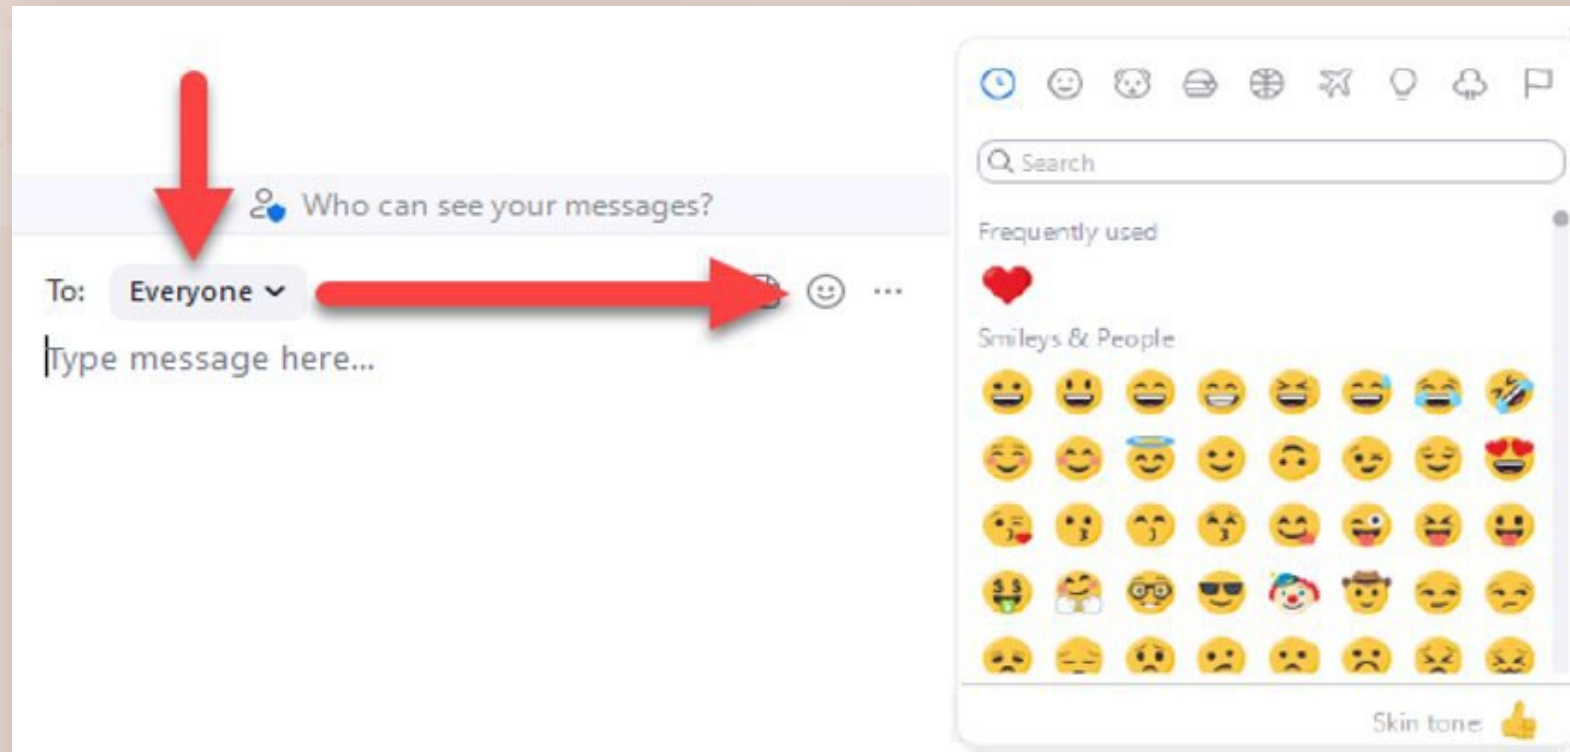 Who can see your messages?
To: Everyone
Type message here...
Search
Frequently used
Smileys & People
Skin tone: